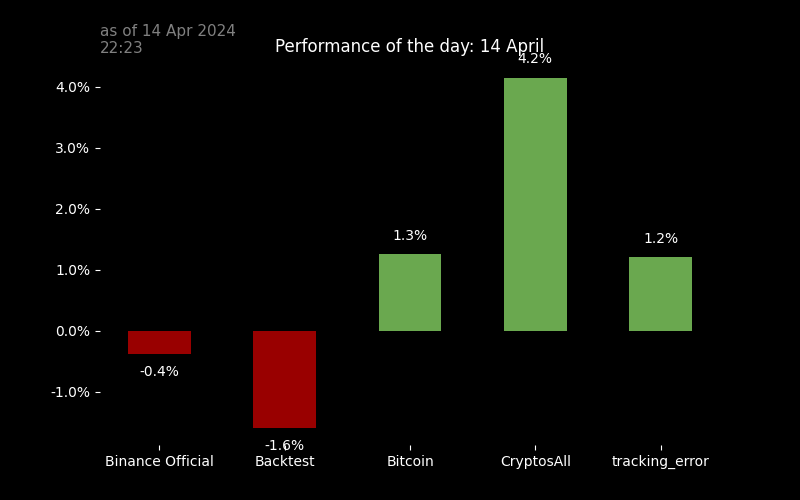 as of 14 Apr 2024
22:23
Performance of the day: 14 April
4.2%
4.0%
3.0%
2.0%
1.3%
1.2%
1.0%
0.0%
-0.4%
-1.0%
-1.6%
Binance Official
Backtest
Bitcoin
CryptosAll
tracking_error